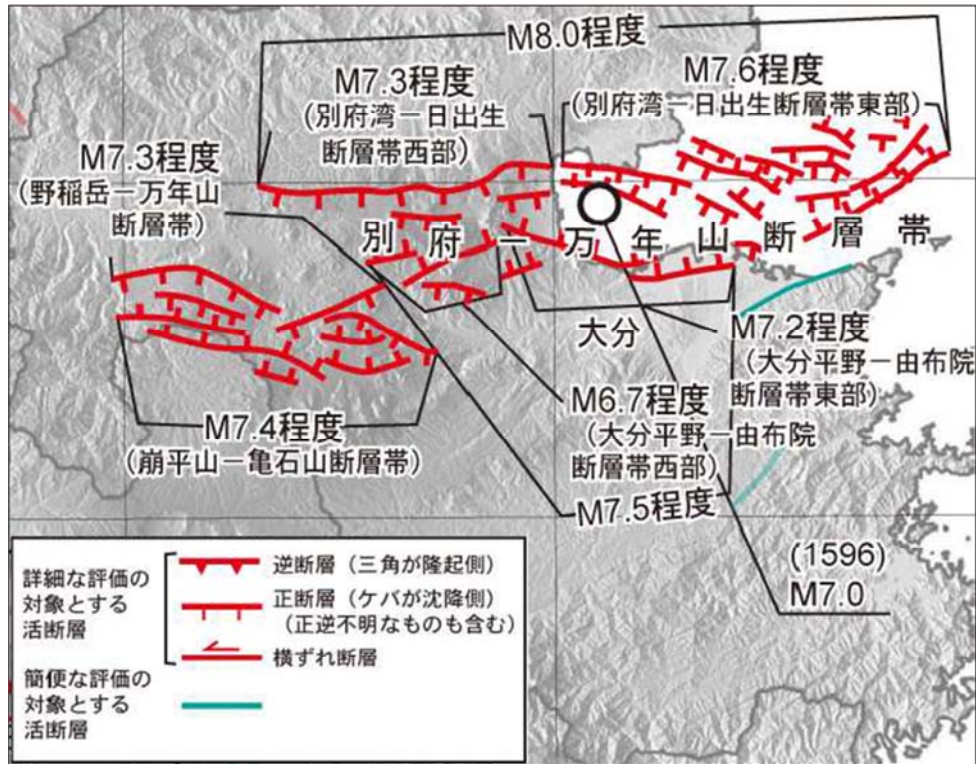 M8.0程度
M7.3程度
(別府湾ー日出生
断層帯西部)
M7.6程度
(別府湾ー日出生断層帯東部)
M7.3程度
(野稲岳ー万年山
断層帯)
別府ー万年山断層帯
大分
M7.2程度
(大分平野ー由布院
断層帯東部)
M6.7程度
(大分平野ー由布院
断層帯西部)
M7.4程度
(崩平山ー亀石山断層帯)
M7.5程度
(1596)
M7.0
詳細な評価の
対象とする
活断層
逆断層(三角が隆起側)
正断層(ケバが沈降側)
(正逆不明なものも含む)
横ずれ断層
簡便な評価の
対象とする
活断層